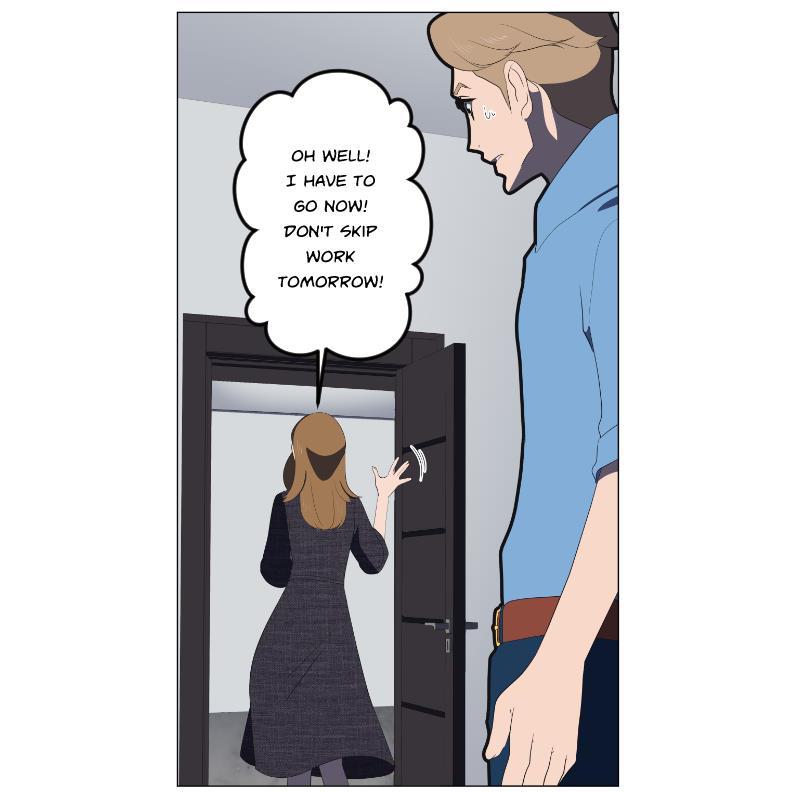 OH WELL!
I HAVE TO
GO NOW!
DON'T SKIP
WORK
TOMORROW!